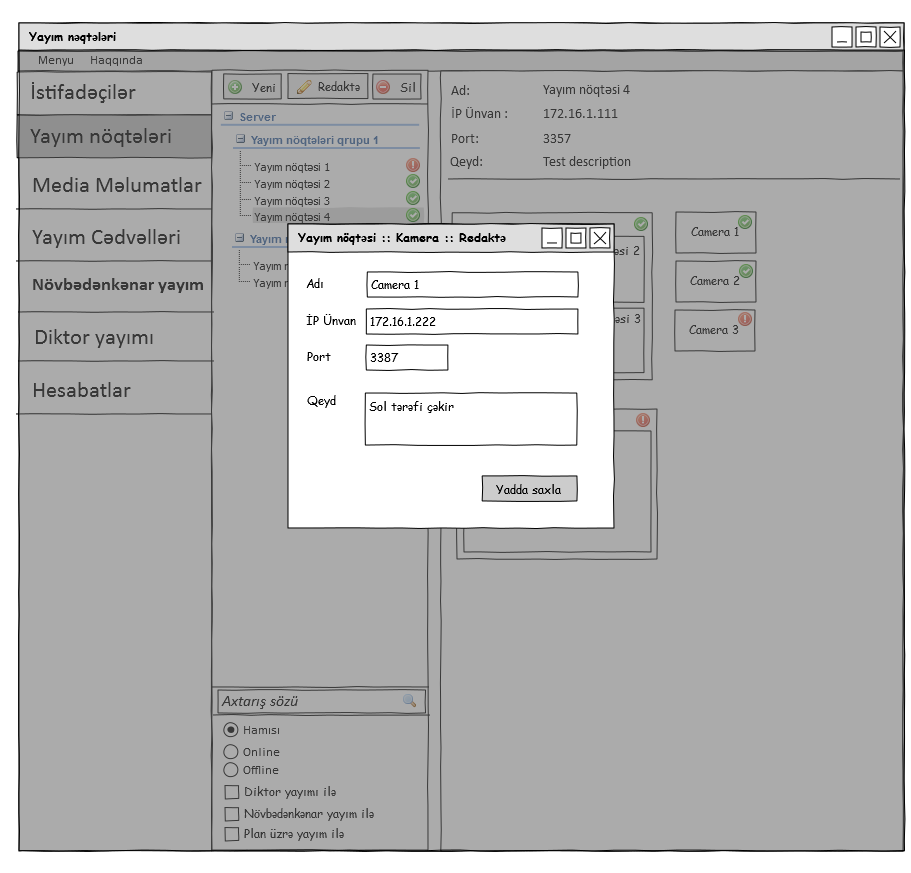 Yayım nəqtələri
Menyu Haqqında
İstifadəçilər
Yayım nöqtələri
Media Məlumatlar
Yayım Cədvəlləri
Növbədənkənar yayım
Diktor yayımı
Hesabatlar
Yeni Redaktə Sil
Server
Yayım nöqtələri qrupu 1
Yayım nöqtəsi 1
Yayım nöqtəsi 2
Yayım nöqtəsi 3
Yayım nöqtəsi 4
Yayım
Yayım
Yayım
Axtarış sözü
Hamısı
Online
Offline
Diktor yayımı ilə
Növbədənkənar yayım ilə
Plan üzrə yayım ilə
Ad: Yayım nöqtəsi 4
İP Ünvan : 172.16.1.111
Port: 3357
Qeyd: Test description
əsi 2
əsi 3
Camera 1
Camera 2
Camera 3
Yayım nöqtəsi :: Kamera :: Redaktə
Adı Camera 1
İP Ünvan 172.16.1.222
Port 3387
Qeyd Sol tərəfi çəkir
Yadda saxla